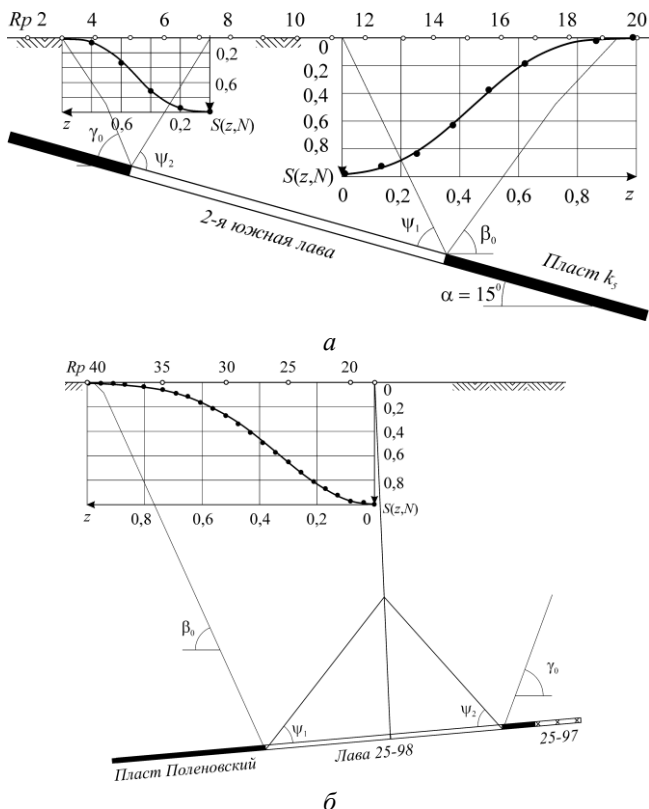 Rp 2 3 4 5 6 7 8 10 12 13 14 16 18 20
0,2
0,6
z 0,6 0,2 S(z,N)
0
0,2
0,4
0,6
0,8
S(z,N)
0 0,2 0,4 0,6 0,8 z
γ₀ ψ₂
ψ₁ β₀
2-я южная лава
Пласт k₅
α = 15⁰
а
Rp 40 35 30 25 20
0
0,2
0,4
0,6
0,8
z 0,8 0,6 0,4 0,2 0 S(z,N)
β₀
γ₀
ψ₁ ψ₂
Пласт Поленовский Лава 25-98 25-97
б